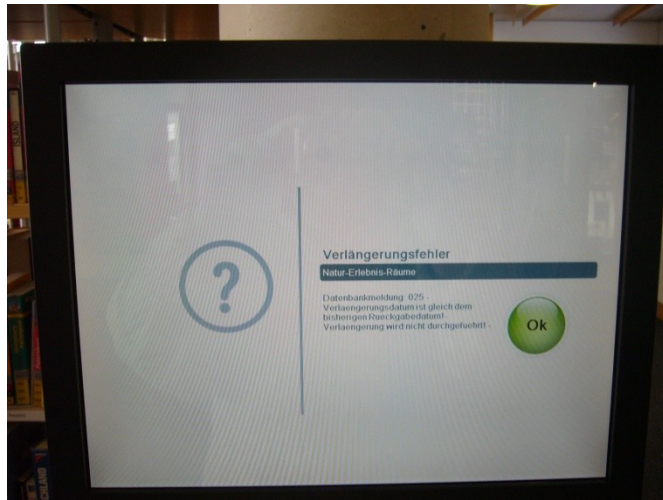 ?
Verlängerungsfehler
Natur-Erlebnis-Räume
Datenbankmeldung: 025 -
Verlaengerungsdatum ist gleich dem
bisherigen Rueckgabedatum!
Verlaengerung wird nicht durchgefuehrt! -
Ok